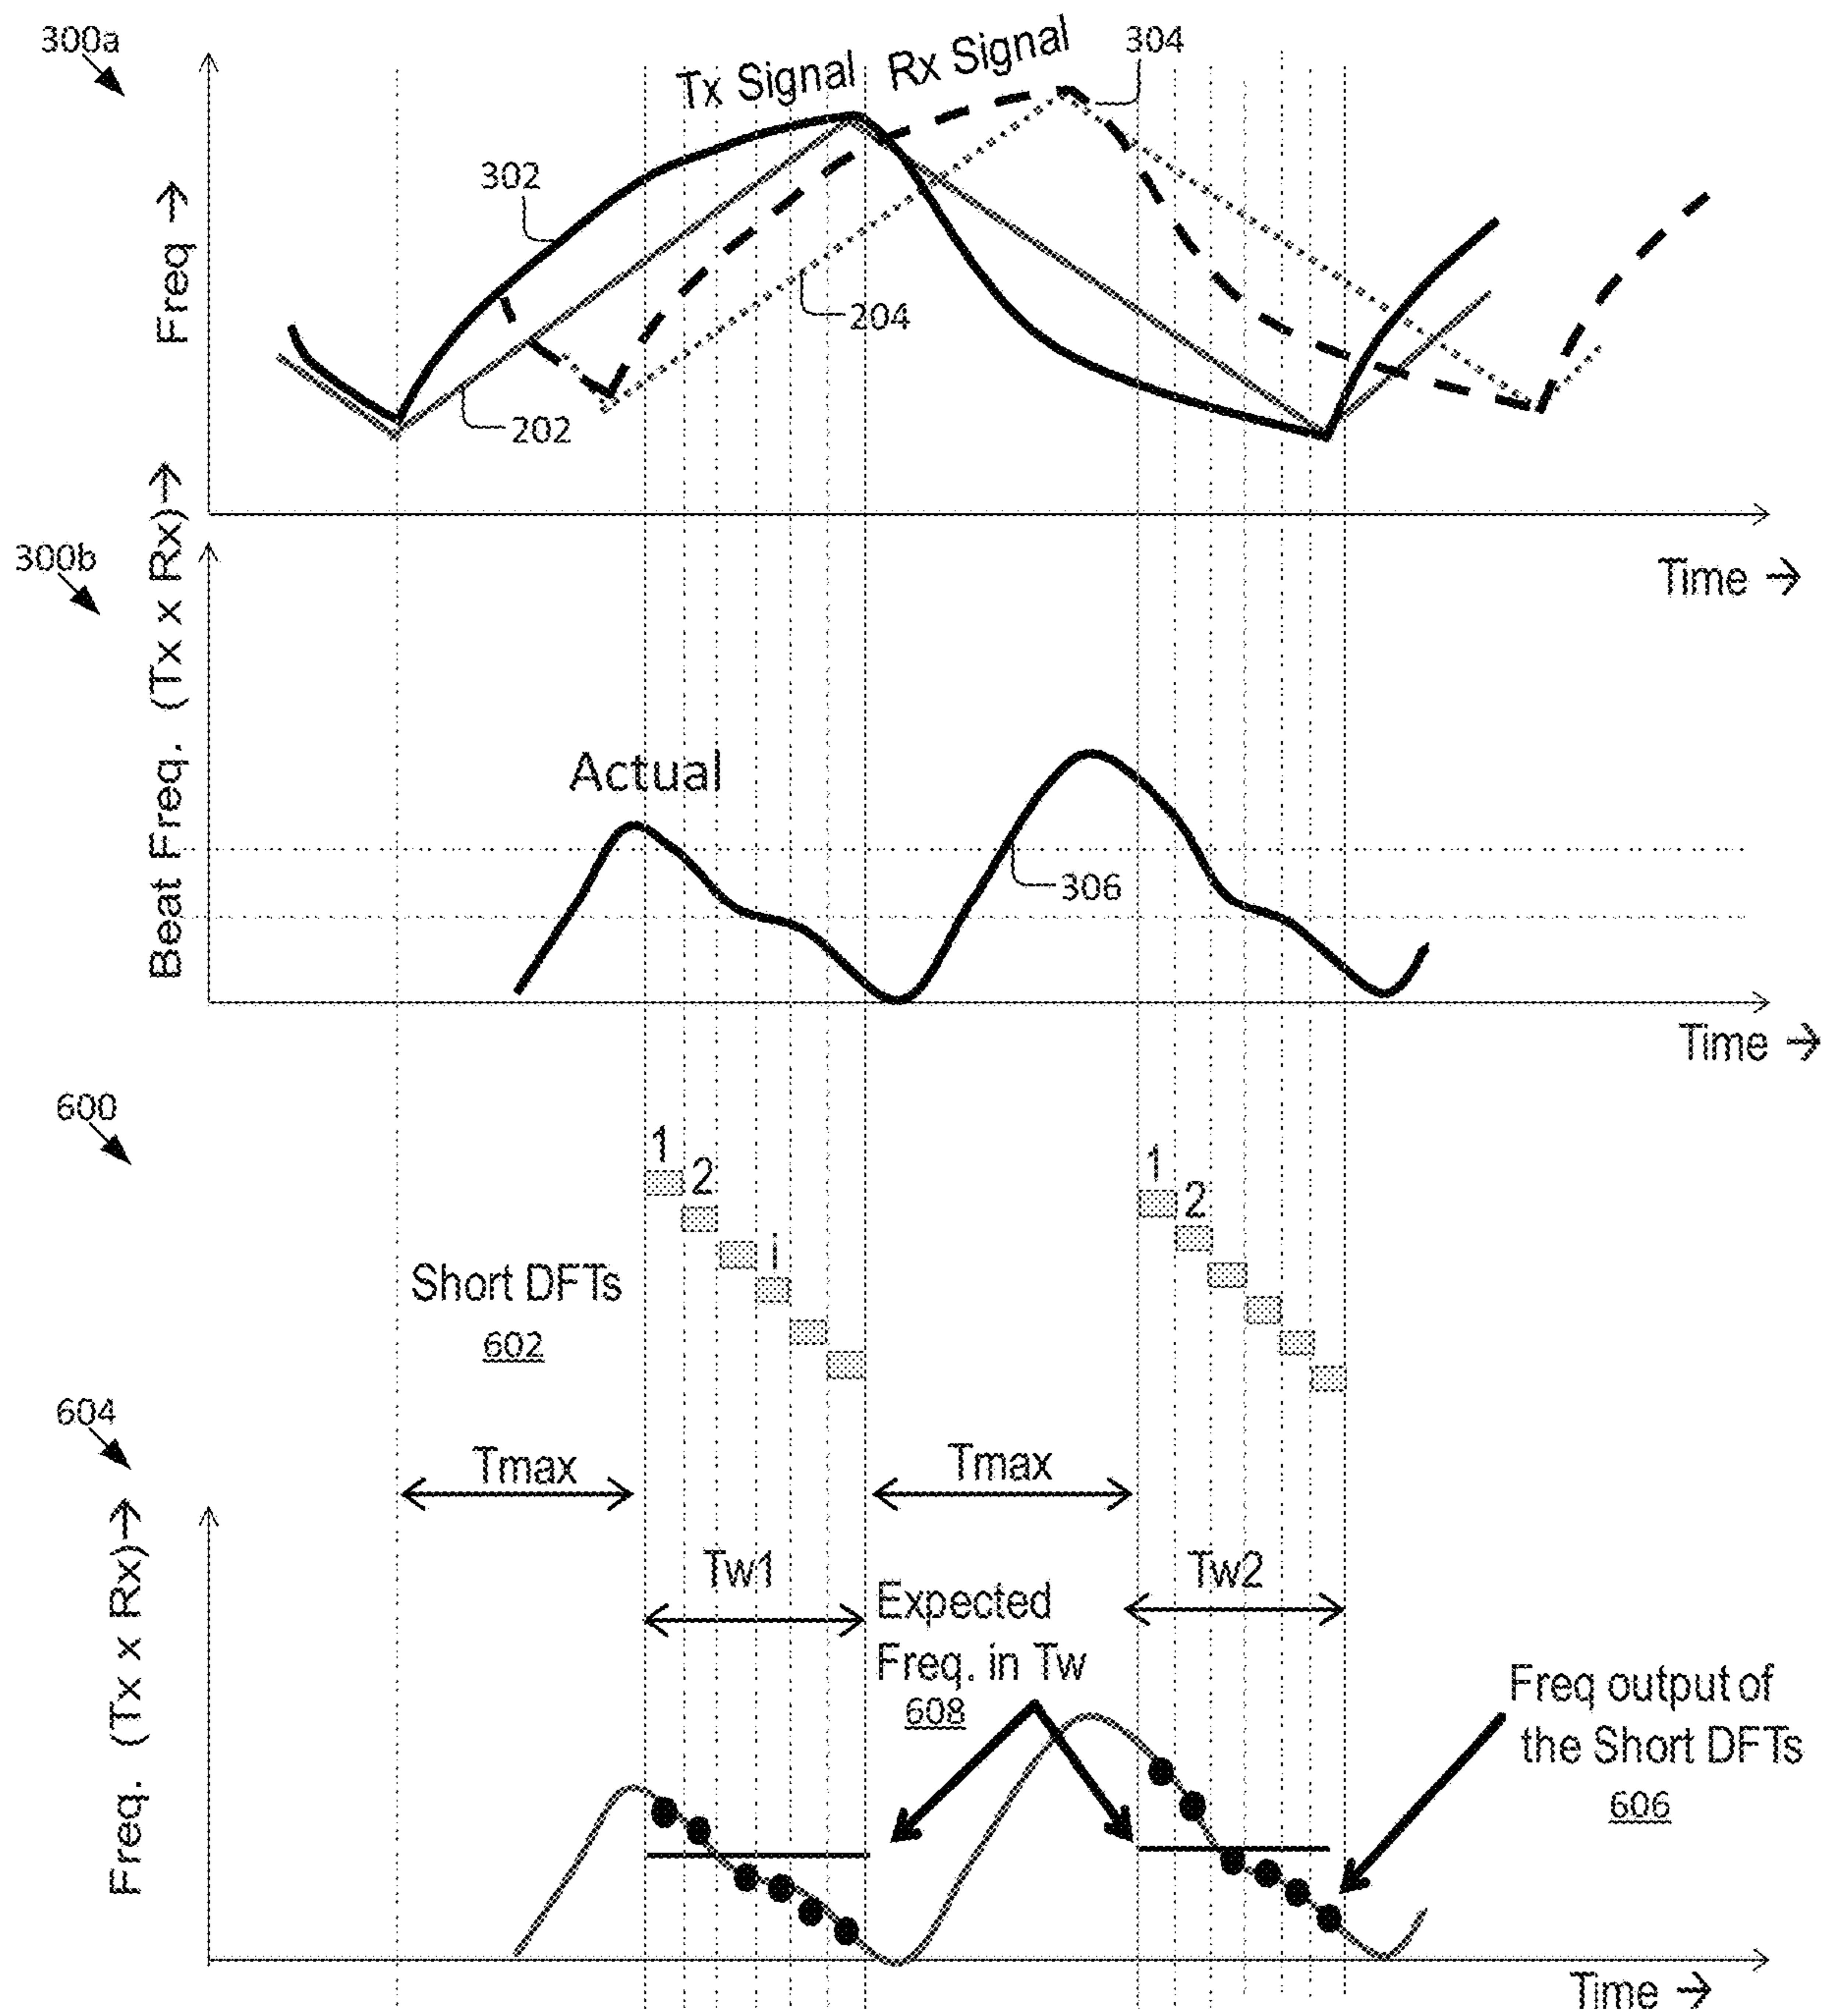 300a
Tx Signal
Rx Signal
304
302
Freq →
204
202
300b
Time →
Beat Freq. (Tx x Rx)→
Actual
306
Time →
600
1
2
i
1
2
Short DFTs
602
604
Tmax
Tmax
Tw1
Tw2
Expected
Freq. in Tw
608
Freq output of
the Short DFTs
606
Freq. (Tx x Rx)→
Time →